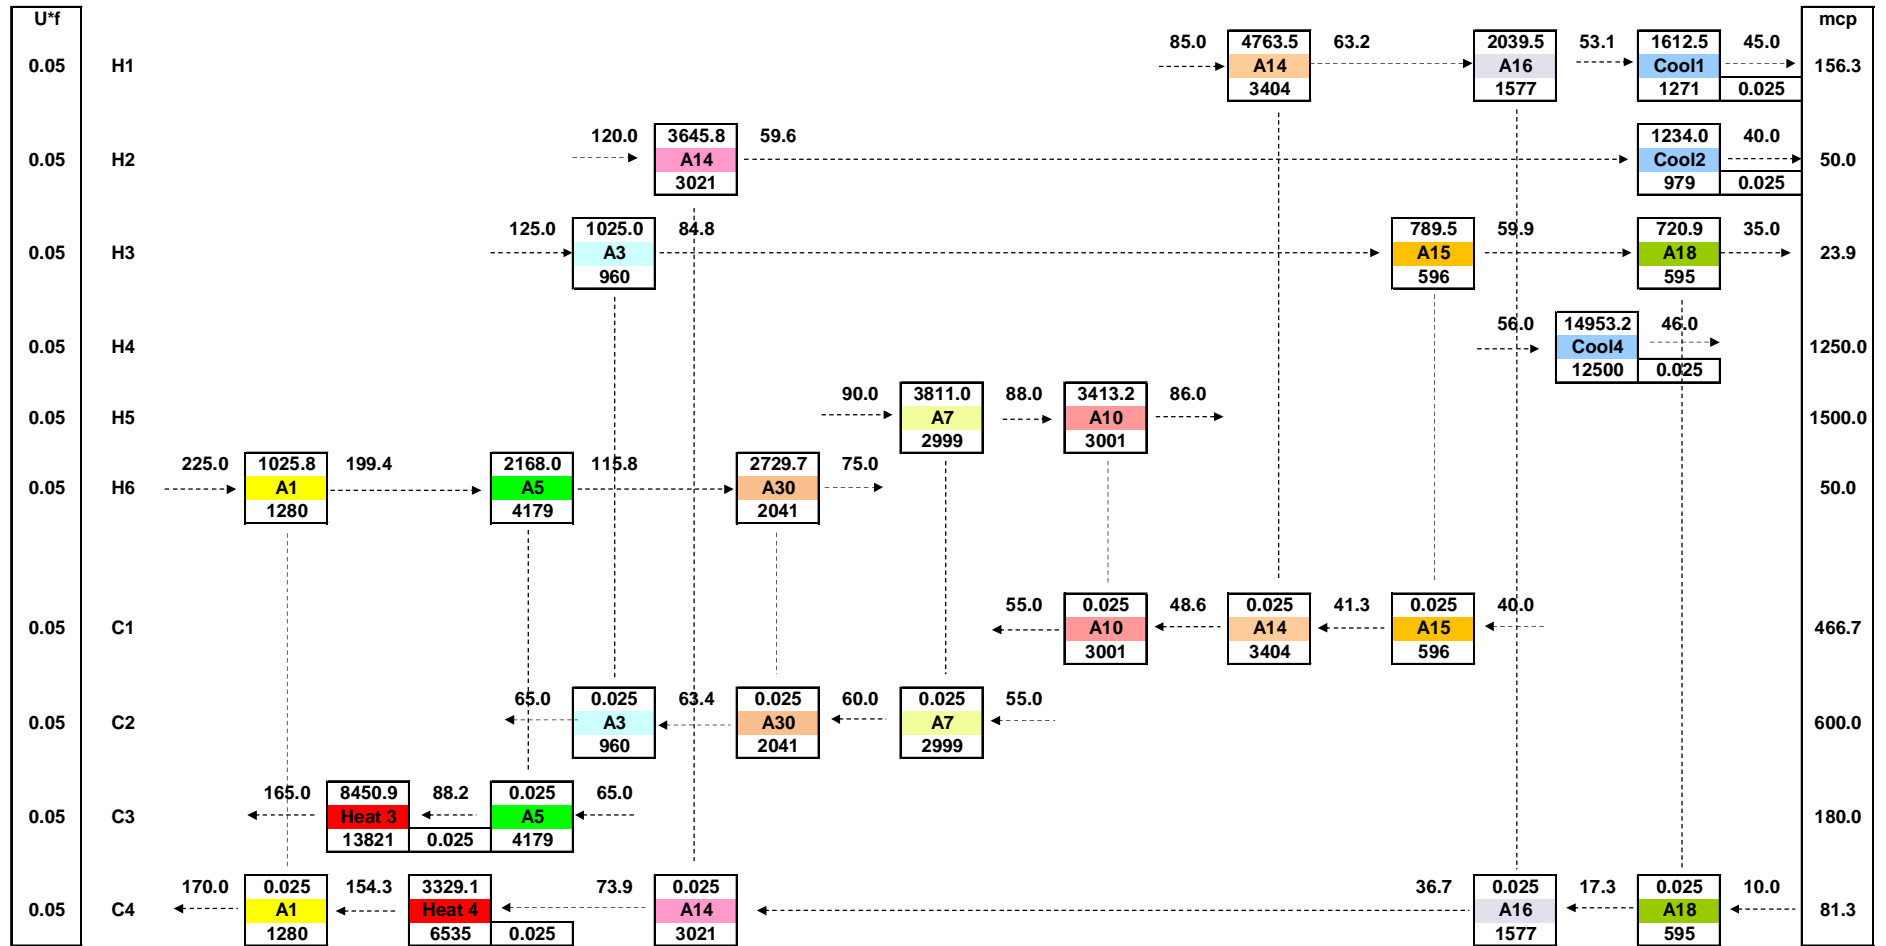 U*f mcp
85.0 4763.5 63.2 2039.5 53.1 1612.5 45.0
0.05 H1 A14 A16 Cool1 156.3
3404 1577 1271 0.025
120.0 3645.8 59.6 1234.0 40.0
0.05 H2 A14 Cool2 50.0
3021 979 0.025
125.0 1025.0 84.8 789.5 59.9 720.9 35.0
0.05 H3 A3 A15 A18 23.9
960 596 595
56.0 14953.2 46.0
0.05 H4 Cool4 1250.0
12500 0.025
90.0 3811.0 88.0 3413.2 86.0
0.05 H5 A7 A10 1500.0
2999 3001
225.0 1025.8 199.4 2168.0 115.8 2729.7 75.0
0.05 H6 A1 A5 A30 50.0
1280 4179 2041
55.0 0.025 48.6 0.025 41.3 0.025 40.0
0.05 C1 A10 A14 A15 466.7
3001 3404 596
65.0 0.025 63.4 0.025 60.0 0.025 55.0
0.05 C2 A3 A30 A7 600.0
960 2041 2999
165.0 8450.9 88.2 0.025 65.0
0.05 C3 Heat 3 A5 180.0
13821 0.025 4179
170.0 0.025 154.3 3329.1 73.9 0.025 36.7 0.025 17.3 0.025 10.0
0.05 C4 A1 Heat 4 A14 A16 A18 81.3
1280 6535 0.025 3021 1577 595